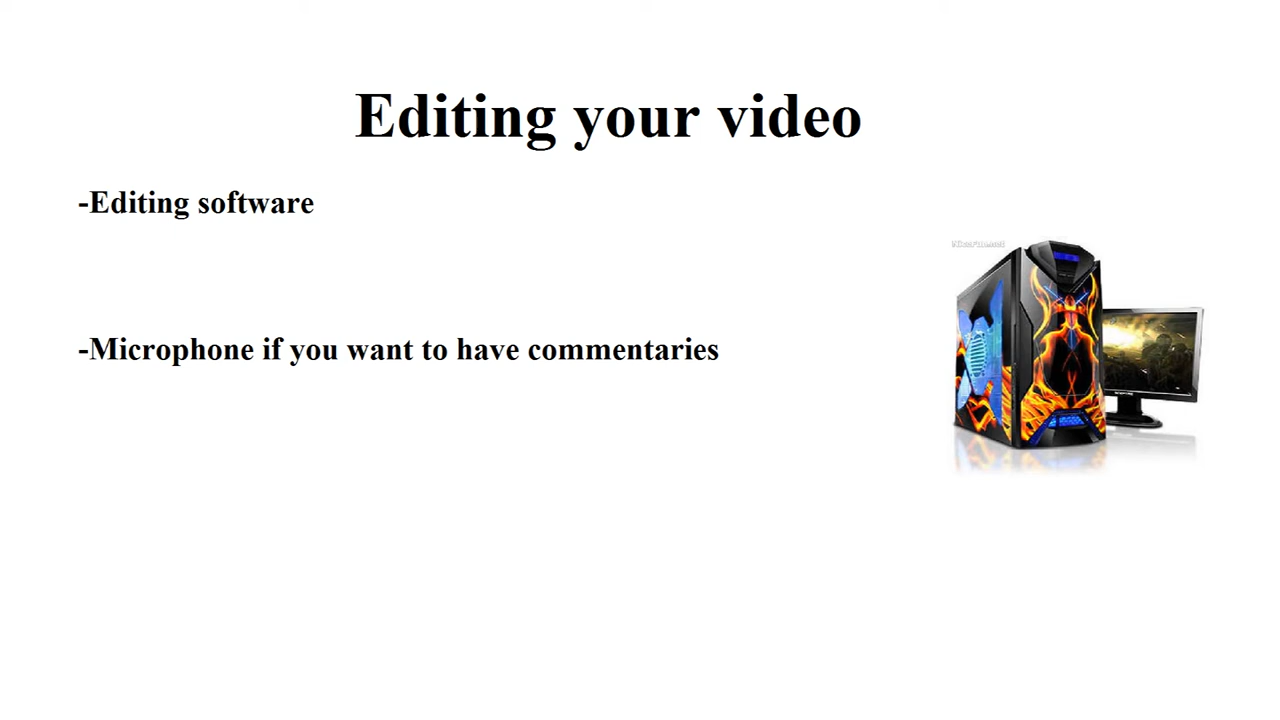 Editing your video
-Editing software
-Microphone if you want to have commentaries